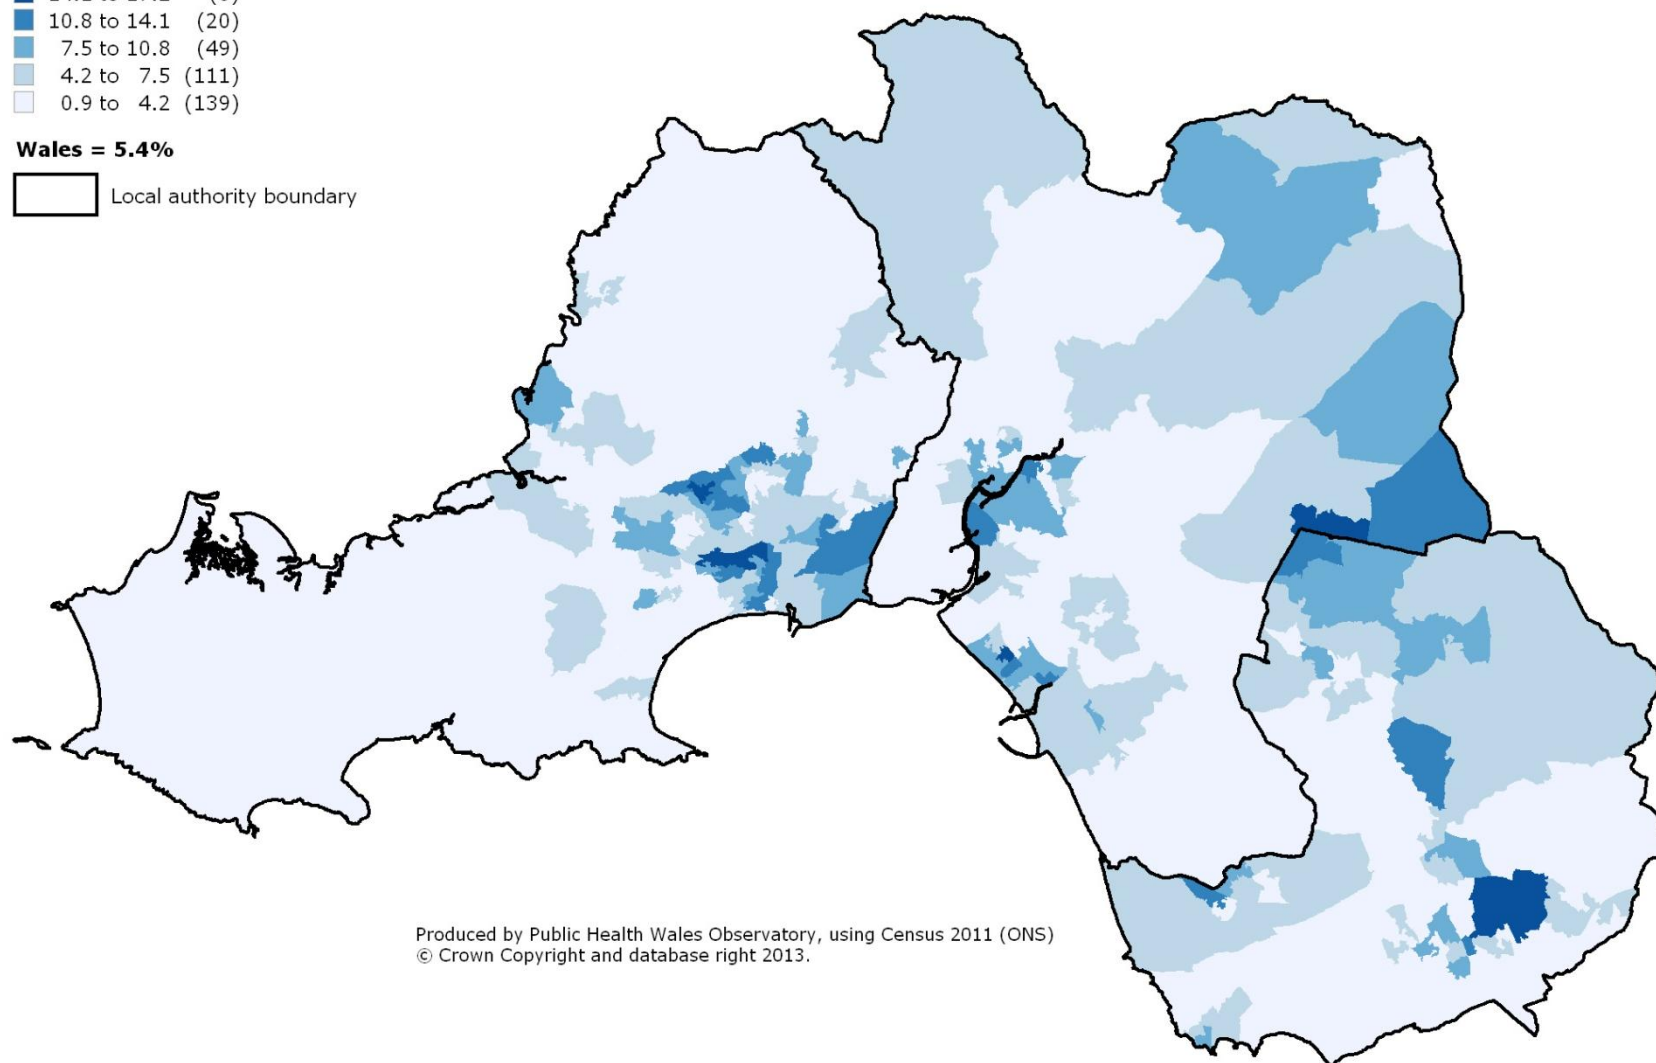 10.8 to 14.1 (20)
7.5 to 10.8 (49)
4.2 to 7.5 (111)
0.9 to 4.2 (139)
Wales = 5.4%
Local authority boundary
Produced by Public Health Wales Observatory, using Census 2011 (ONS)
© Crown Copyright and database right 2013.